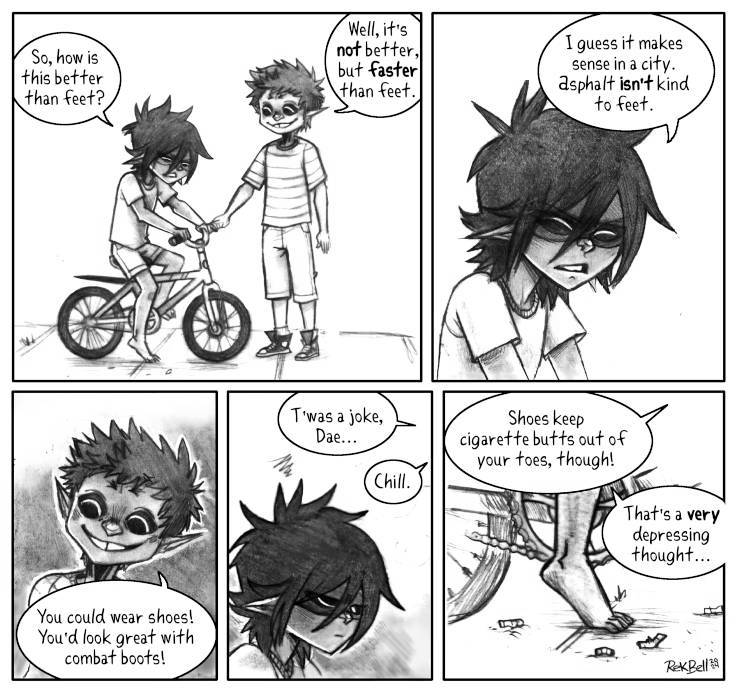 So, how is
this better
than feet?
Well, it's
not better,
but faster
than feet.
I guess it makes
sense in a city.
asphalt isn't kind
to feet.
You could wear shoes!
You'd look great with
combat boots!
T'was a joke,
Dae...
Chill.
Shoes keep
cigarette butts out of
your toes, though!
That's a very
depressing
thought...
RekBell